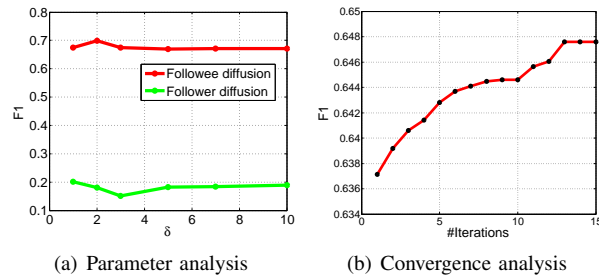 0.8
0.7
0.6
0.5
0.4
0.3
0.2
0.1
F1
0 2 4 6 8 10
δ
Followee diffusion
Follower diffusion
(a) Parameter analysis
0.65
0.648
0.646
0.644
0.642
0.64
0.638
0.636
0.634
F1
0 5 10 15
#Iterations
(b) Convergence analysis